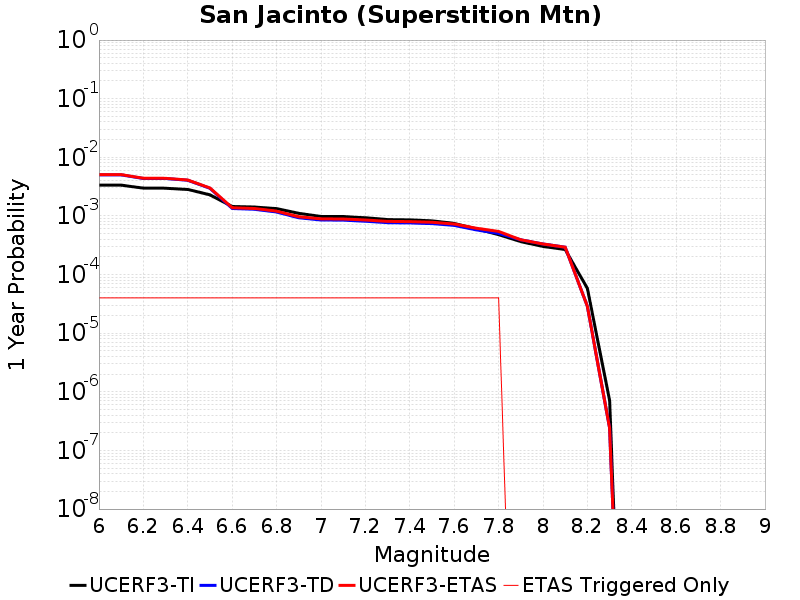 San Jacinto (Superstition Mtn)
1 Year Probability
10^0
10^-1
10^-2
10^-3
10^-4
10^-5
10^-6
10^-7
10^-8
6 6.2 6.4 6.6 6.8 7 7.2 7.4 7.6 7.8 8 8.2 8.4 8.6 8.8 9
Magnitude
UCERF3-TI UCERF3-TD UCERF3-ETAS ETAS Triggered Only